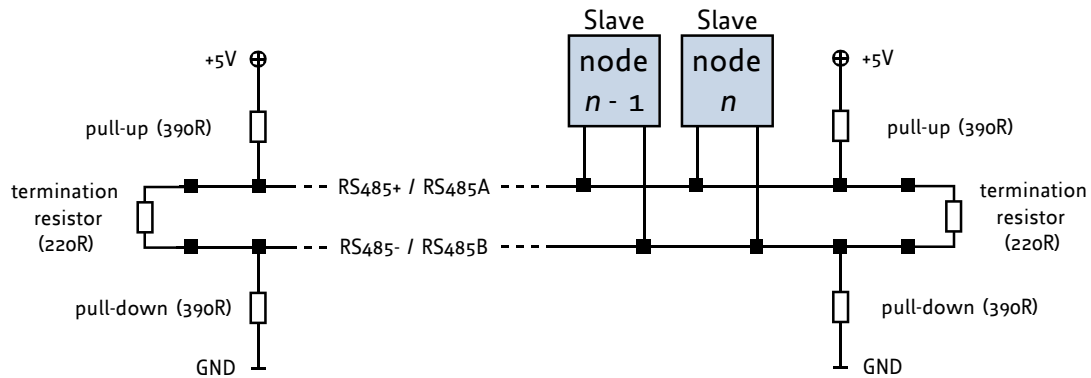 Slave Slave
+5V node node +5V
n - 1 n
pull-up (390R) pull-up (390R)
RS485+ / RS485A
termination termination
resistor resistor
(220R) (220R)
RS485- / RS485B
pull-down (390R) pull-down (390R)
GND GND